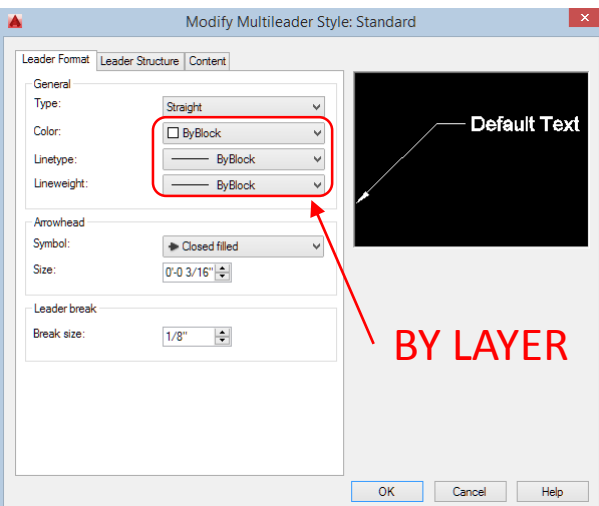 Modify Multileader Style: Standard
Leader Format Leader Structure Content
General
Type: Straight
Color: ByBlock
Linetype: ByBlock
Lineweight: ByBlock
Arrowhead
Symbol: Closed filled
Size: 0'-0 3/16"
Leader break
Break size: 1/8"
Default Text
BY LAYER
OK Cancel Help